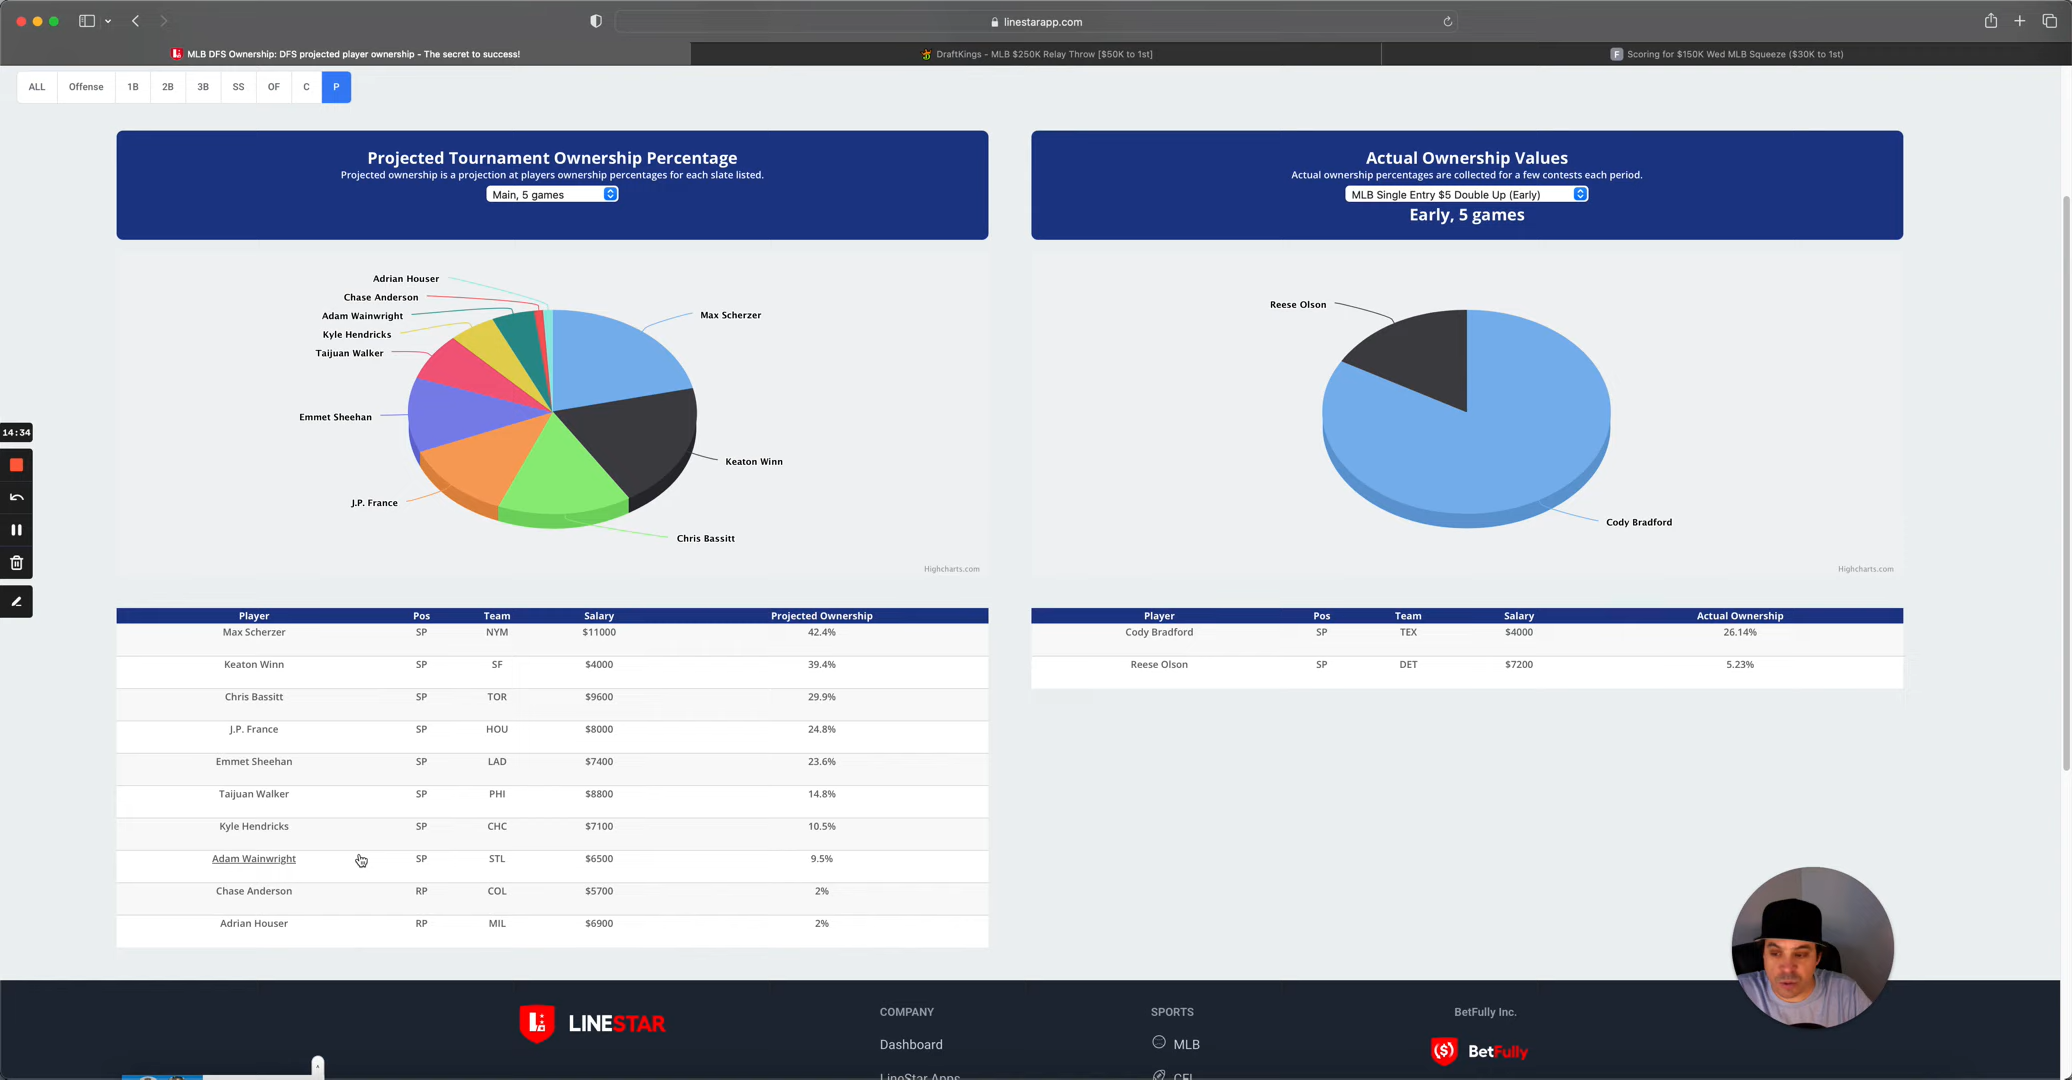 linestarapp.com
MLB DFS Ownership: DFS projected player ownership - The secret to success!
DraftKings - MLB $250K Relay Throw [$50K to 1st]
F Scoring for $150K Wed MLB Squeeze ($30K to 1st)
ALL Offense 1B 2B 3B SS OF C P
Projected Tournament Ownership Percentage
Projected ownership is a projection at players ownership percentages for each slate listed.
Main, 5 games
Actual Ownership Values
Actual ownership percentages are collected for a few contests each period.
MLB Single Entry $5 Double Up (Early)
Early, 5 games
Adrian Houser
Chase Anderson
Adam Wainwright
Kyle Hendricks
Taijuan Walker
Emmet Sheehan
J.P. France
Max Scherzer
Keaton Winn
Chris Bassitt
Highcharts.com
Reese Olson
Cody Bradford
Highcharts.com
14:34
Player Pos Team Salary Projected Ownership
Max Scherzer SP NYM $11000 42.4%
Keaton Winn SP SF $4000 39.4%
Chris Bassitt SP TOR $9600 29.9%
J.P. France SP HOU $8000 24.8%
Emmet Sheehan SP LAD $7400 23.6%
Taijuan Walker SP PHI $8800 14.8%
Kyle Hendricks SP CHC $7100 10.5%
Adam Wainwright SP STL $6500 9.5%
Chase Anderson RP COL $5700 2%
Adrian Houser RP MIL $6900 2%
Player Pos Team Salary Actual Ownership
Cody Bradford SP TEX $4000 26.14%
Reese Olson SP DET $7200 5.23%
LINESTAR
COMPANY
Dashboard
LineStar Apps
SPORTS
MLB
CFL
BetFully Inc.
BetFully